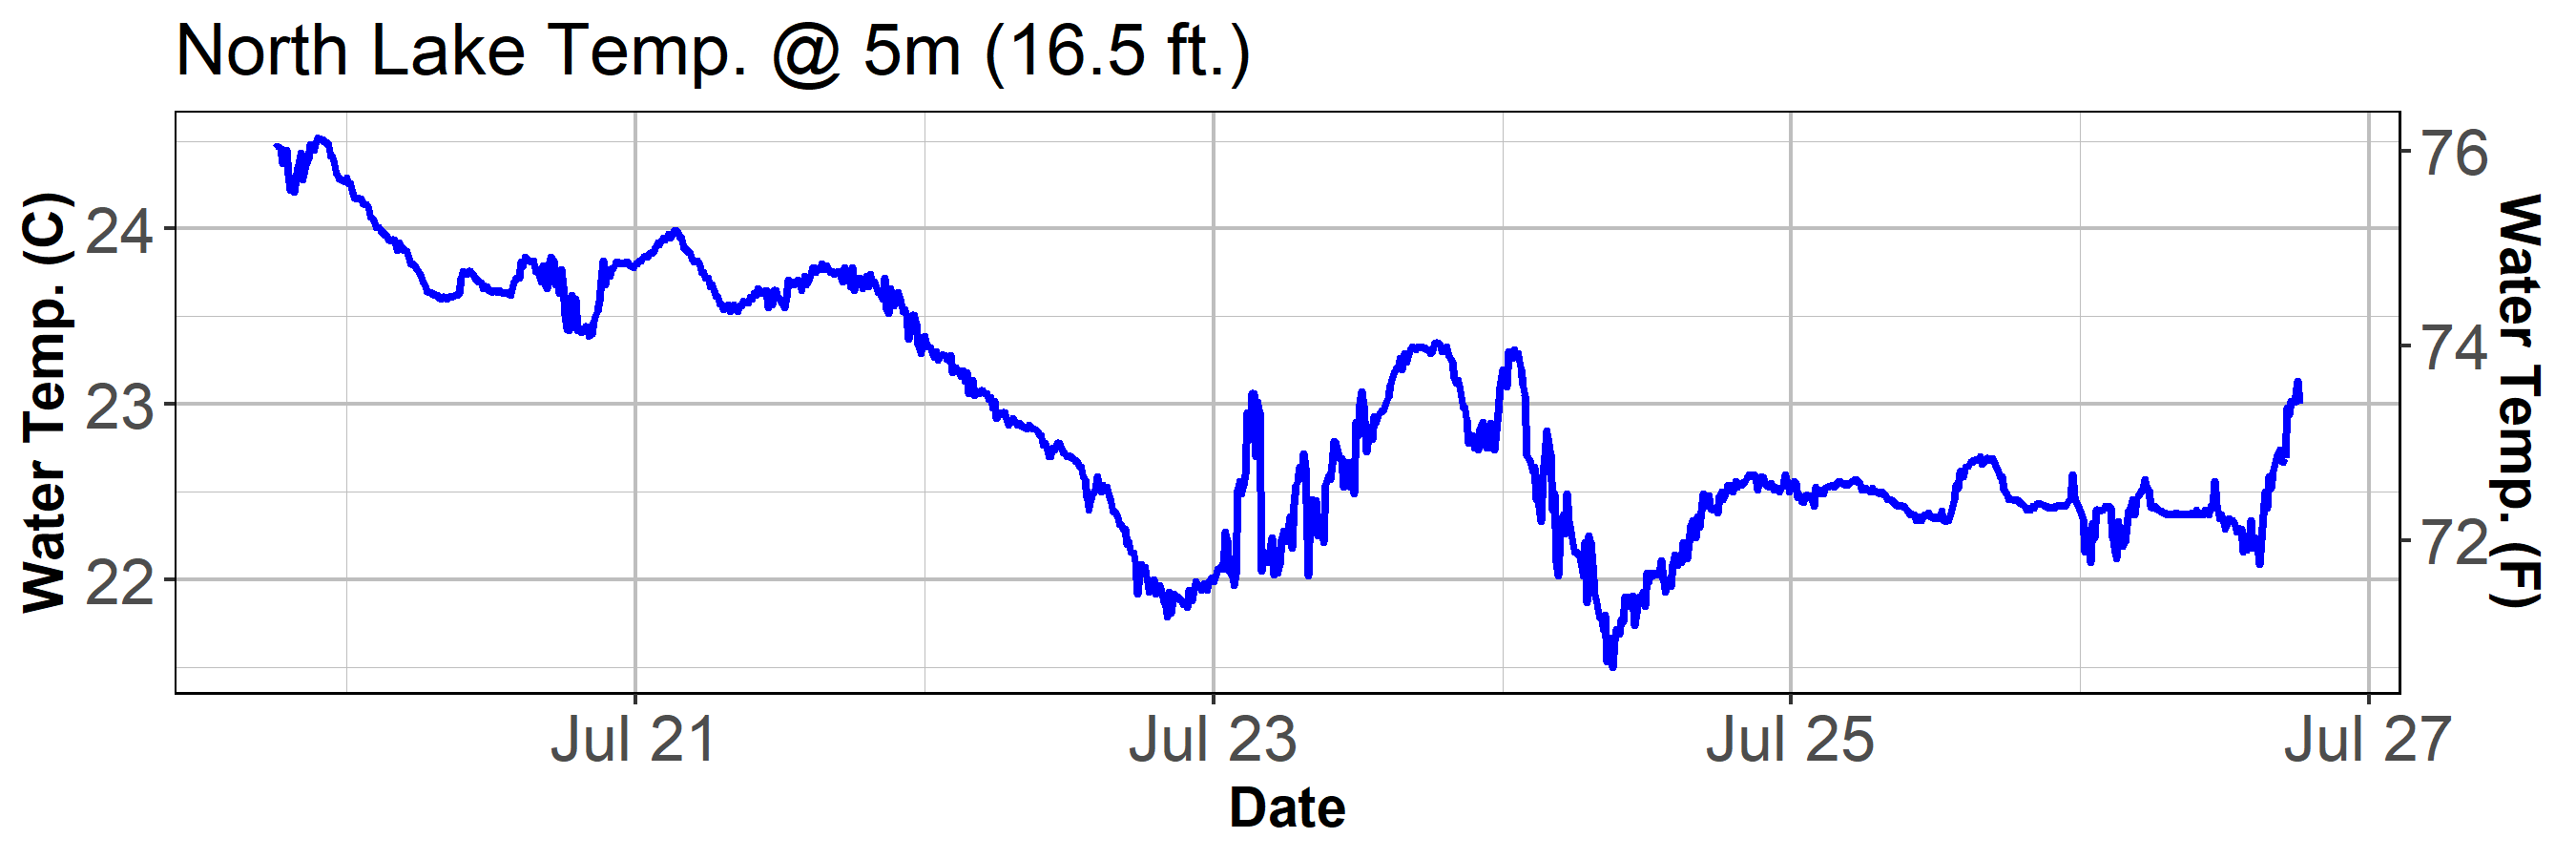 North Lake Temp. @ 5m (16.5 ft.)
Water Temp. (C)
24
23
22
76
74
72
Water Temp. (F)
Jul 21
Jul 23
Jul 25
Jul 27
Date